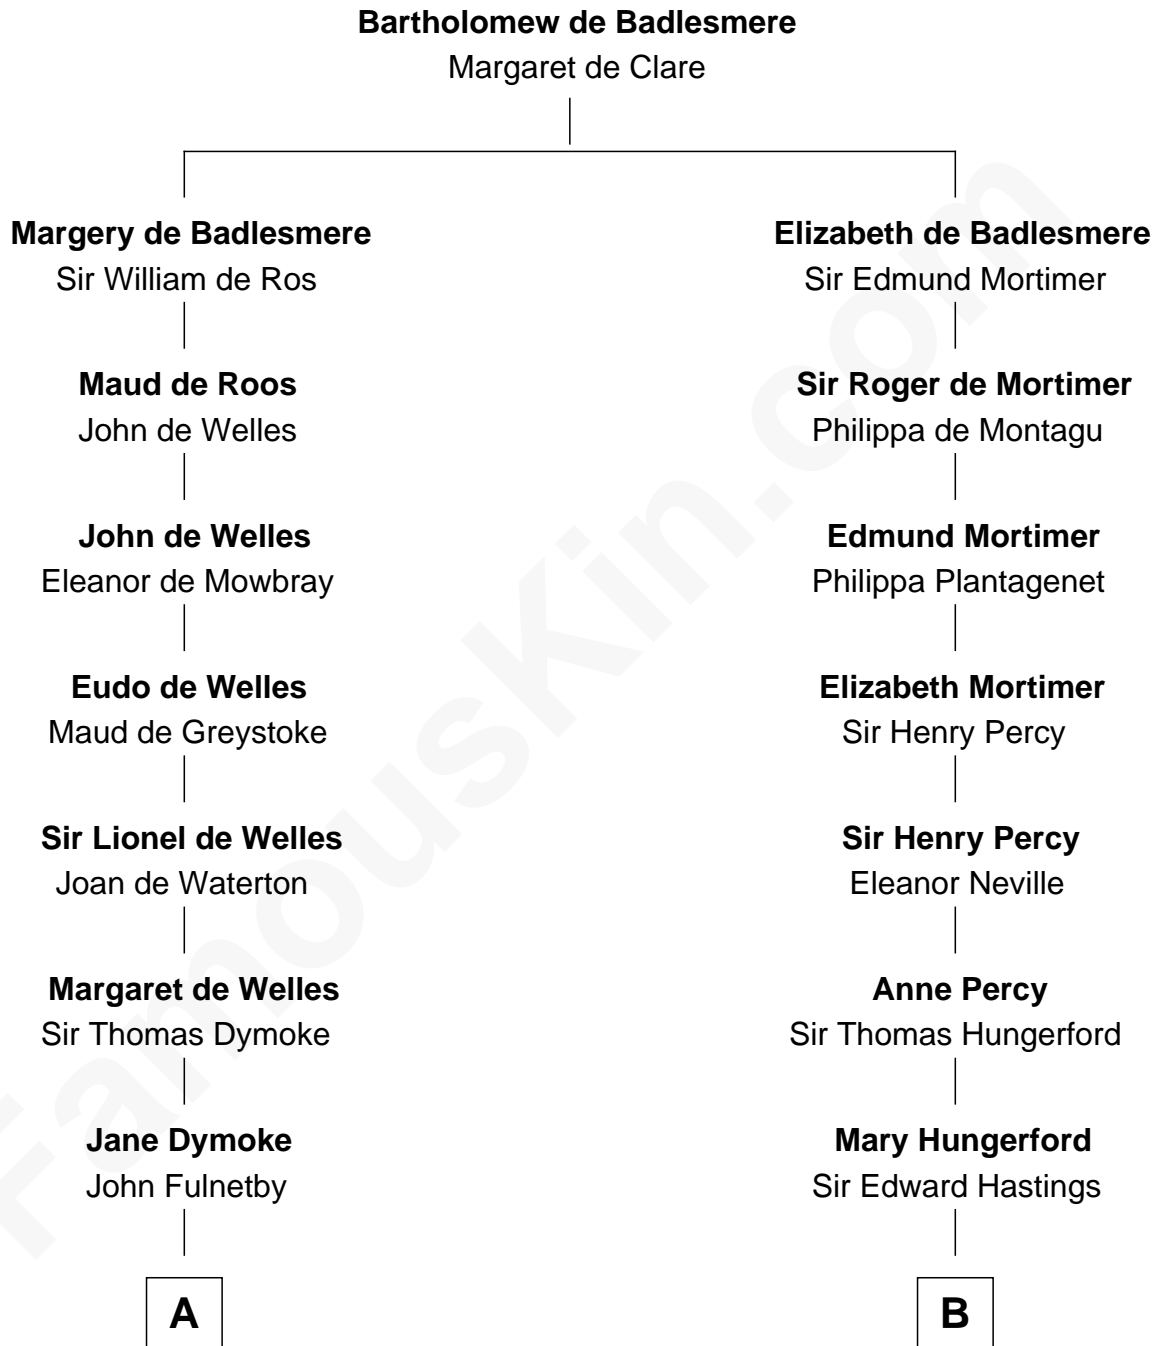 Bartholomew de Badlesmere
Margaret de Clare
Margery de Badlesmere
Sir William de Ros
Elizabeth de Badlesmere
Sir Edmund Mortimer
Maud de Roos
John de Welles
Sir Roger de Mortimer
Philippa de Montagu
John de Welles
Eleanor de Mowbray
Edmund Mortimer
Philippa Plantagenet
Eudo de Welles
Maud de Greystoke
Elizabeth Mortimer
Sir Henry Percy
Sir Lionel de Welles
Joan de Waterton
Sir Henry Percy
Eleanor Neville
Margaret de Welles
Sir Thomas Dymoke
Anne Percy
Sir Thomas Hungerford
Jane Dymoke
John Fulnetby
Mary Hungerford
Sir Edward Hastings
A
B
FamousKin.com